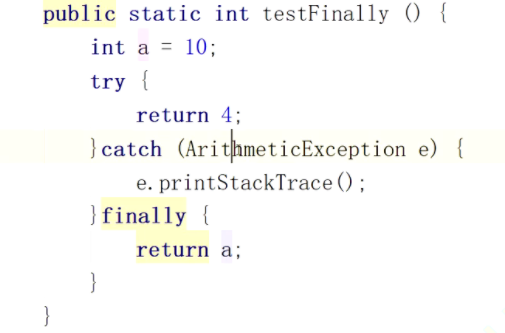 public static int testFinally () {
int a = 10;
try {
return 4;
}catch (ArithmeticException e) {
e.printStackTrace();
}finally {
return a;
}
}